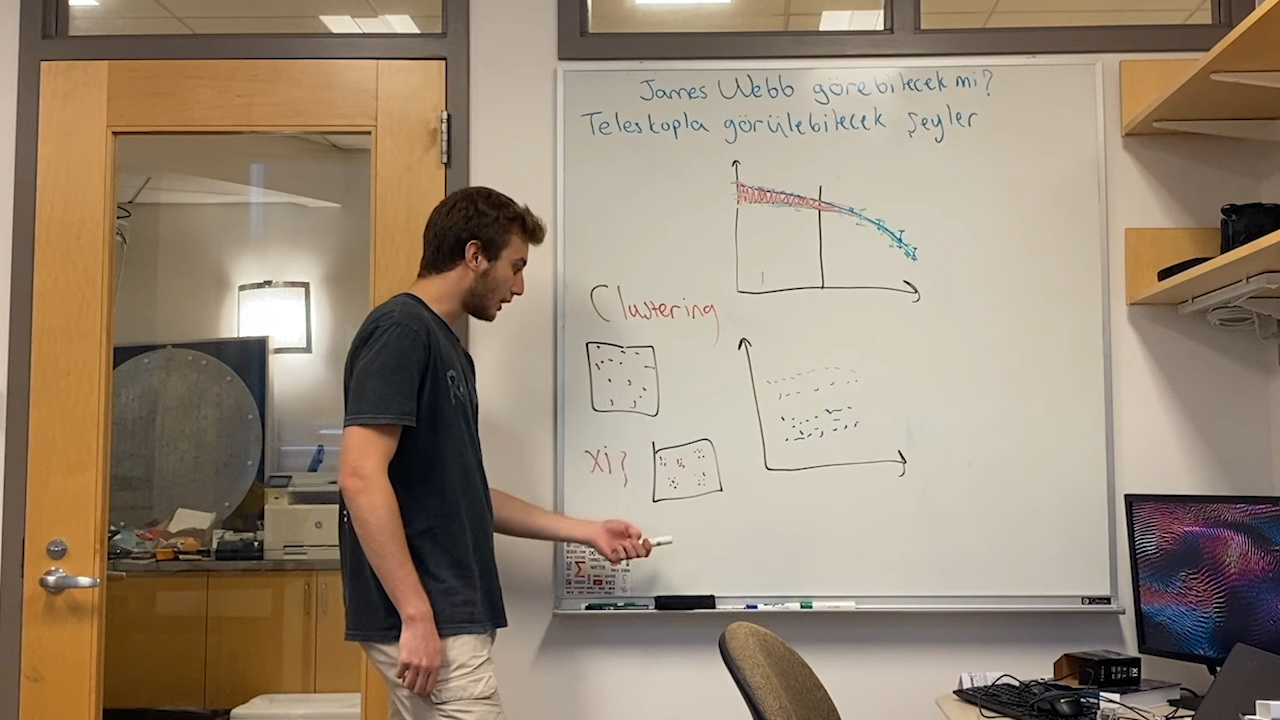 James Webb görebilecek mi?
Teleskopla görülebilecek şeyler
Clustering
xi }